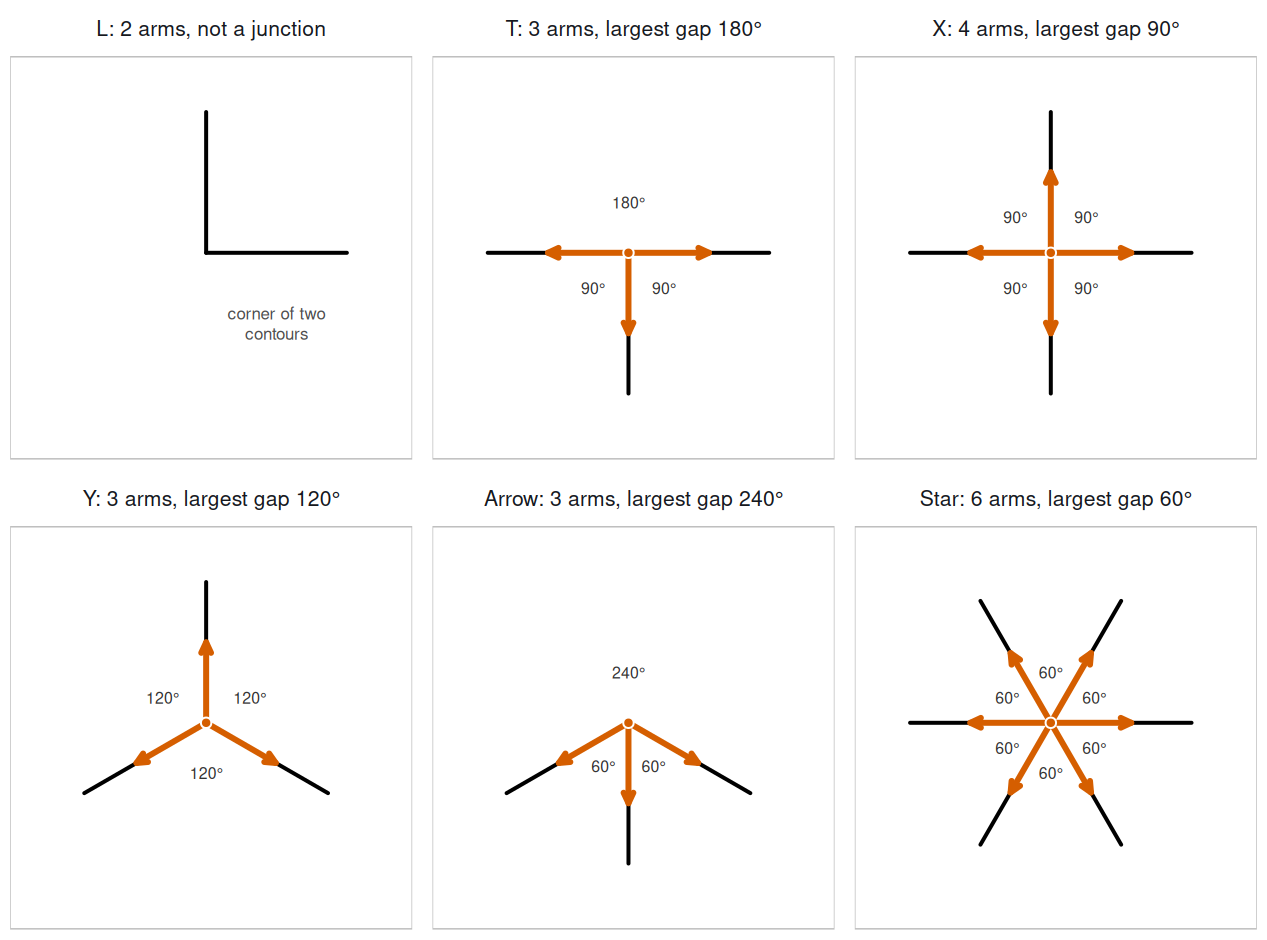 L: 2 arms, not a junction
T: 3 arms, largest gap 180°
X: 4 arms, largest gap 90°
corner of two
contours
180°
90°
90°
90°
90°
90°
90°
Y: 3 arms, largest gap 120°
Arrow: 3 arms, largest gap 240°
Star: 6 arms, largest gap 60°
120°
120°
120°
240°
60°
60°
60°
60°
60°
60°
60°
60°